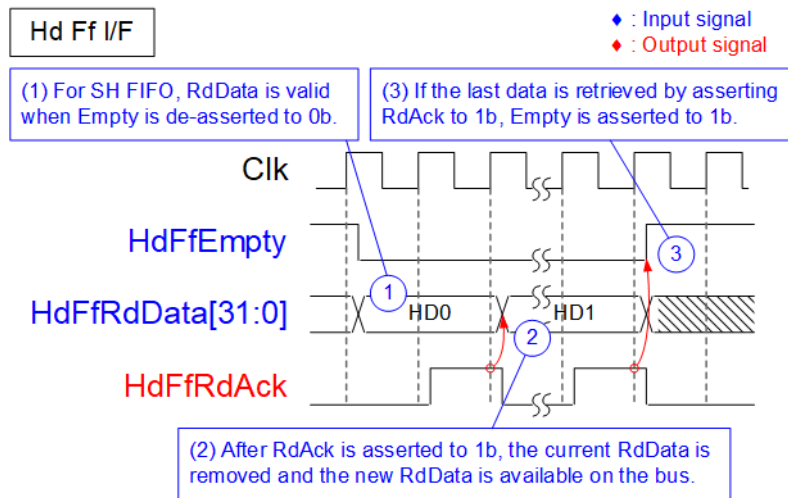 Hd Ff I/F
♦ : Input signal
♦ : Output signal
(1) For SH FIFO, RdData is valid
when Empty is de-asserted to 0b.
(3) If the last data is retrieved by asserting
RdAck to 1b, Empty is asserted to 1b.
Clk
HdFfEmpty
3
1
HdFfRdData[31:0]
HD0
HD1
2
HdFfRdAck
(2) After RdAck is asserted to 1b, the current RdData is
removed and the new RdData is available on the bus.